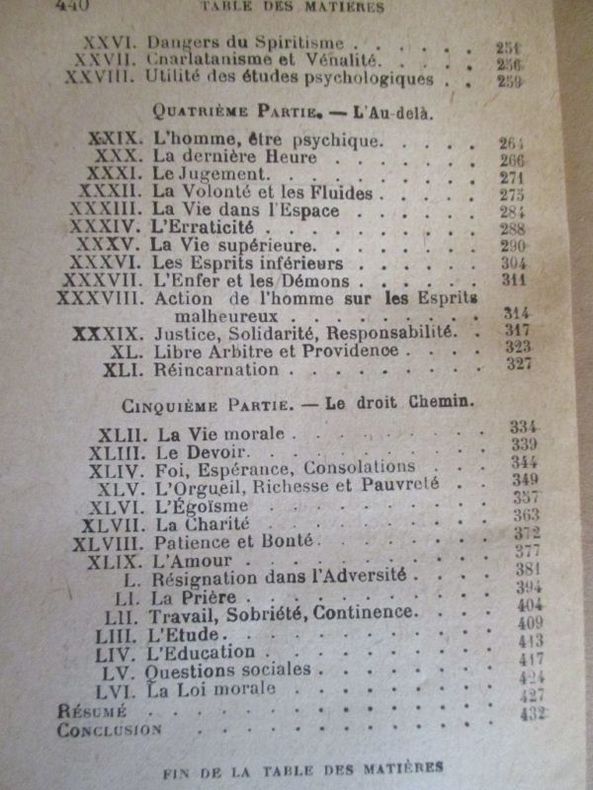 440 TABLE DES MATIÈRES
XXVI. Dangers du Spiritisme . . . . . . 251
XXVII. Charlatanisme et Vénalité. . . . . 256
XXVIII. Utilité des études psychologiques . . 259
QUATRIÈME PARTIE. — L'Au-delà.
XXIX. L'homme, être psychique. . . . . 264
XXX. La dernière Heure . . . . . . . 266
XXXI. Le Jugement. . . . . . . . . 271
XXXII. La Volonté et les Fluides . . . . . 275
XXXIII. La Vie dans l'Espace . . . . . . 284
XXXIV. L'Erraticité . . . . . . . . . 288
XXXV. La Vie supérieure. . . . . . . 290
XXXVI. Les Esprits inférieurs . . . . . . 304
XXXVII. L'Enfer et les Démons . . . . . . 311
XXXVIII. Action de l'homme sur les Esprits
malheureux . . . . . . . . 314
XXXIX. Justice, Solidarité, Responsabilité. . 317
XL. Libre Arbitre et Providence . . . . 323
XLI. Réincarnation . . . . . . . . 327
CINQUIÈME PARTIE. — Le droit Chemin.
XLII. La Vie morale . . . . . . . . 334
XLIII. Le Devoir. . . . . . . . . . 339
XLIV. Foi, Espérance, Consolations . . . 344
XLV. L'Orgueil, Richesse et Pauvreté . . 349
XLVI. L'Égoïsme . . . . . . . . . 357
XLVII. La Charité . . . . . . . . . 363
XLVIII. Patience et Bonté. . . . . . . 372
XLIX. L'Amour . . . . . . . . . 377
L. Résignation dans l'Adversité . . . . 381
LI. La Prière . . . . . . . . . 394
LII. Travail, Sobriété, Continence. . . . 404
LIII. L'Etude. . . . . . . . . . 409
LIV. L'Education . . . . . . . . 413
LV. Questions sociales . . . . . . . 417
LVI. La Loi morale . . . . . . . . 424
RÉSUMÉ . . . . . . . . . . . . 427
CONCLUSION . . . . . . . . . . 432
FIN DE LA TABLE DES MATIÈRES